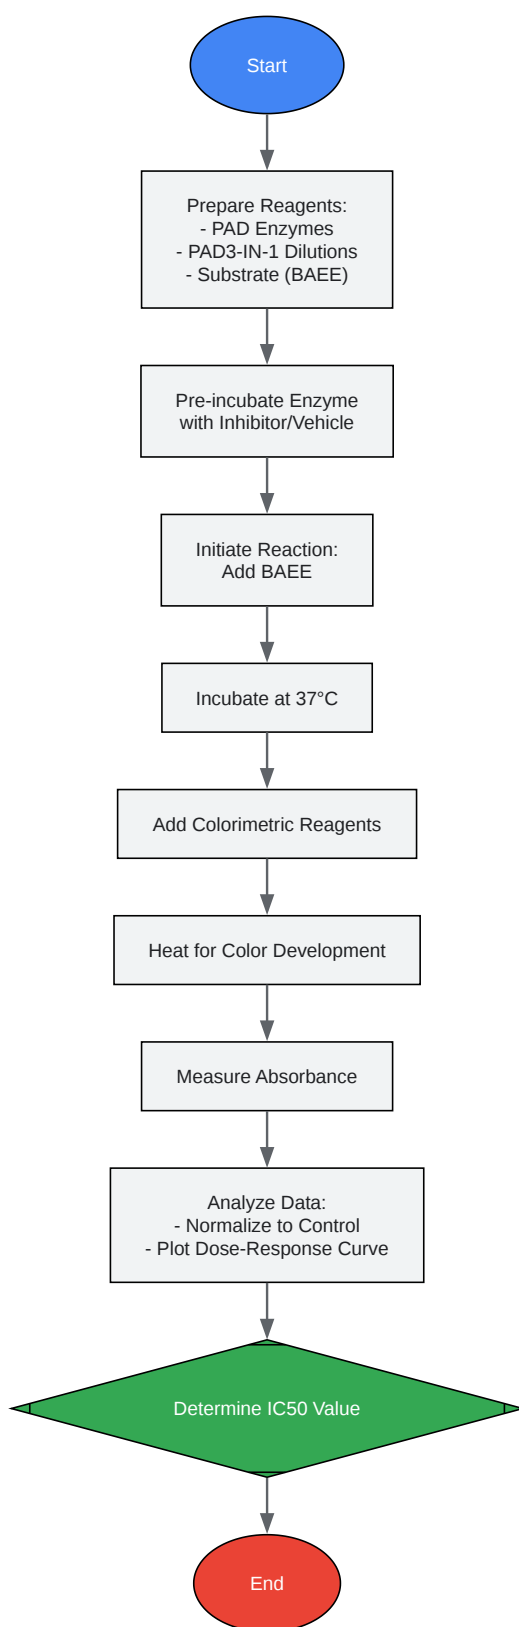 Start
Prepare Reagents:
- PAD Enzymes
- PAD3-IN-1 Dilutions
- Substrate (BAEE)
Pre-incubate Enzyme
with Inhibitor/Vehicle
Initiate Reaction:
Add BAEE
Incubate at 37°C
Add Colorimetric Reagents
Heat for Color Development
Measure Absorbance
Analyze Data:
- Normalize to Control
- Plot Dose-Response Curve
Determine IC50 Value
End